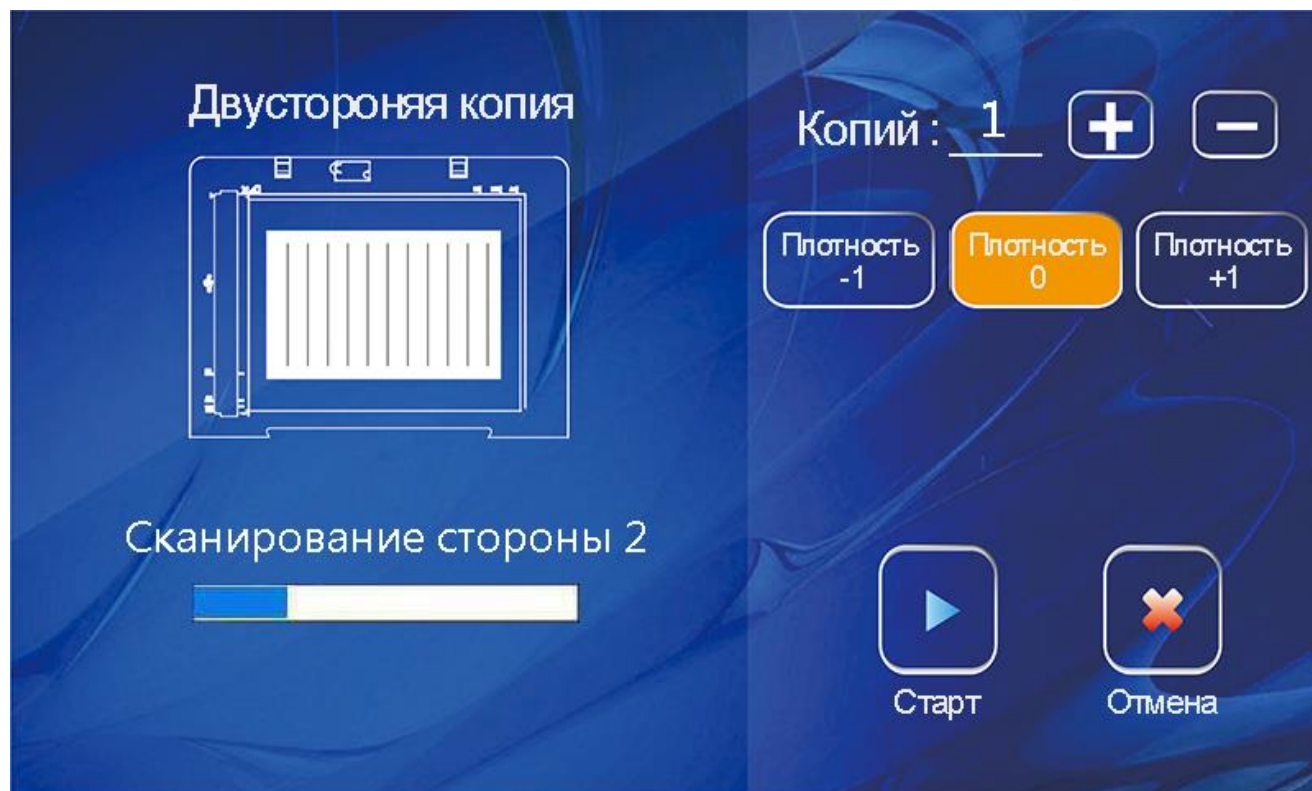 Двустороняя копия
Копий : 1
Плотность
-1
Плотность
0
Плотность
+1
Сканирование стороны 2
Старт
Отмена